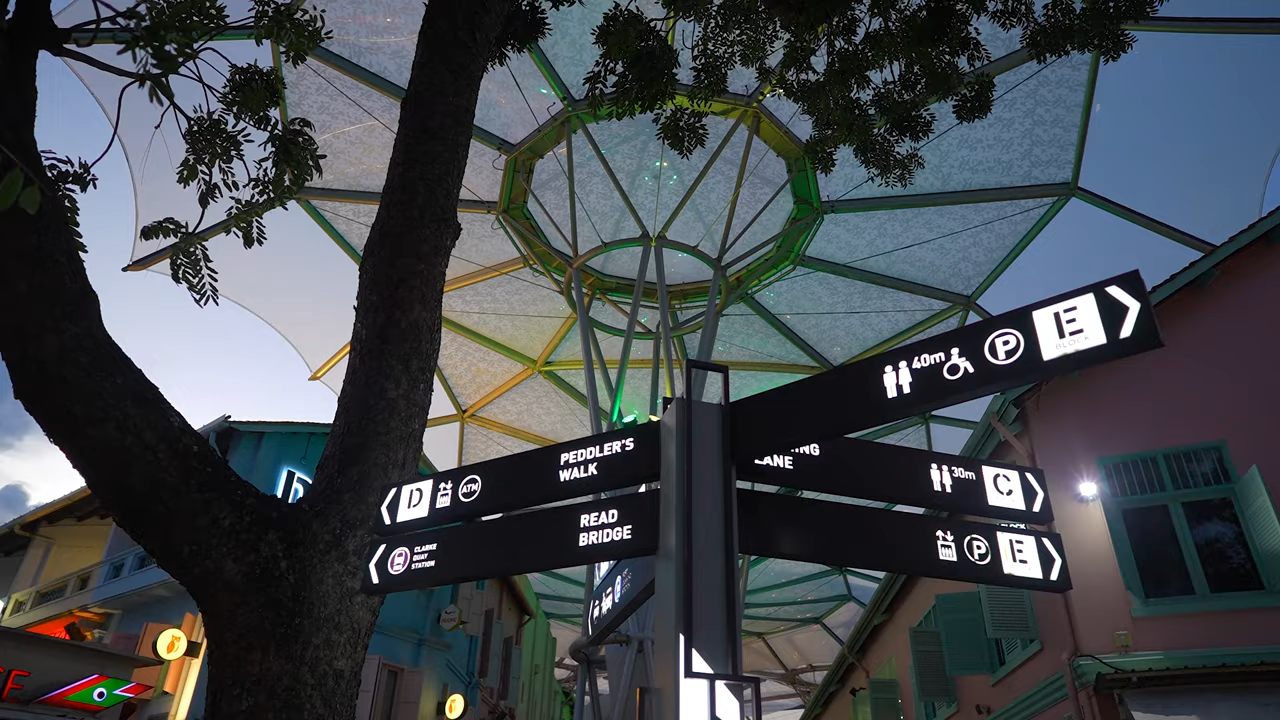 40m
P
E
BLOCK
PEDDLER'S
WALK
D
ATM
LANE
30m
C
READ
BRIDGE
CLARKE
QUAY
STATION
P
E
D